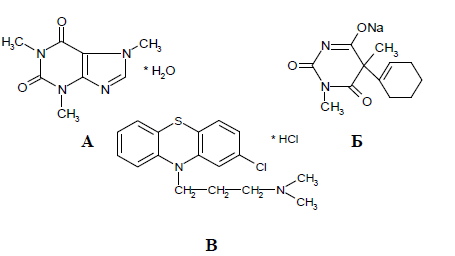 O
H₃C
N
N
CH₃
O
N
N
CH₃
* H₂O
А
ONa
N
CH₃
O
N
O
CH₃
Б
S
N
Cl
* HCl
CH₂—CH₂—CH₂—N
CH₃
CH₃
В